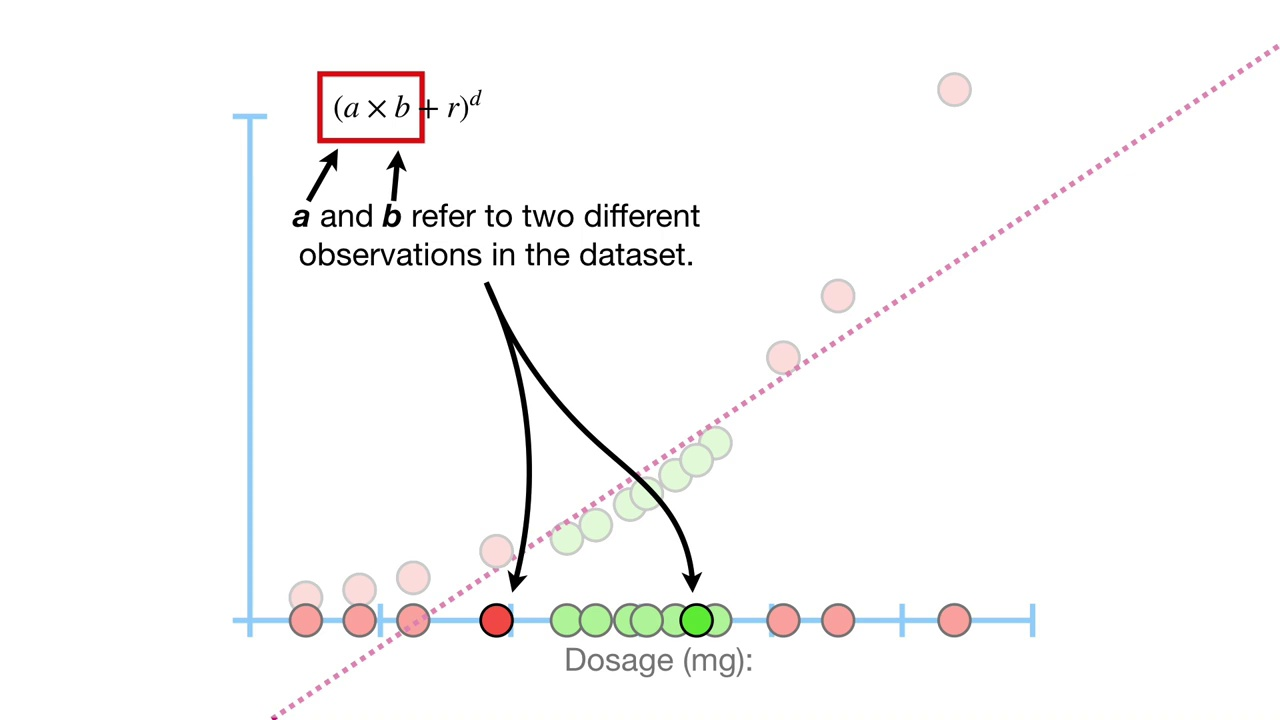 (a × b + r)^d
a and b refer to two different
observations in the dataset.
Dosage (mg):